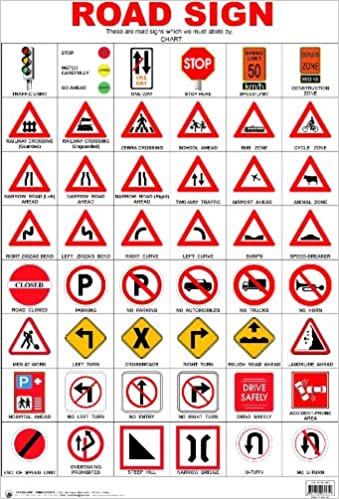 ROAD SIGN
These are road signs which we must abide by.
CHART
STOP
WATCH CAREFULLY
GO AHEAD
ONE WAY
STOP
SPEED LIMIT
50
km/h
ZONE
TRAFFIC LIGHT
ONE WAY
STOP HERE
SPEED LIMIT
CONSTRUCTION ZONE
RAILWAY CROSSING (Guarded)
RAILWAY CROSSING (Unguarded)
ZEBRA CROSSING
SCHOOL AHEAD
BUS ZONE
CYCLE ZONE
NARROW ROAD (Left) AHEAD
NARROW ROAD AHEAD
NARROW ROAD (Right) AHEAD
TWO-WAY TRAFFIC
AIRPORT AHEAD
ANIMAL ZONE
RIGHT ZIGZAG BEND
LEFT ZIGZAG BEND
RIGHT CURVE
LEFT CURVE
BUMPS
SPEED-BREAKER
CLOSED
P
P
ROAD CLOSED
PARKING
NO PARKING
NO AUTOMOBILES
NO TRUCKS
NO HORN
MEN AT WORK
LEFT TURN
CROSSROADS
RIGHT TURN
ROUGH ROAD AHEAD
LANDSLIDE AHEAD
DRIVE SAFELY
HOSPITAL AHEAD
NO LEFT TURN
NO ENTRY
NO RIGHT TURN
DRIVE SAFELY
ACCIDENT-PRONE AREA
END OF SPEED LIMIT
OVERTAKING PROHIBITED
STEEP HILL
NARROW BRIDGE
U-TURN
NO U-TURN